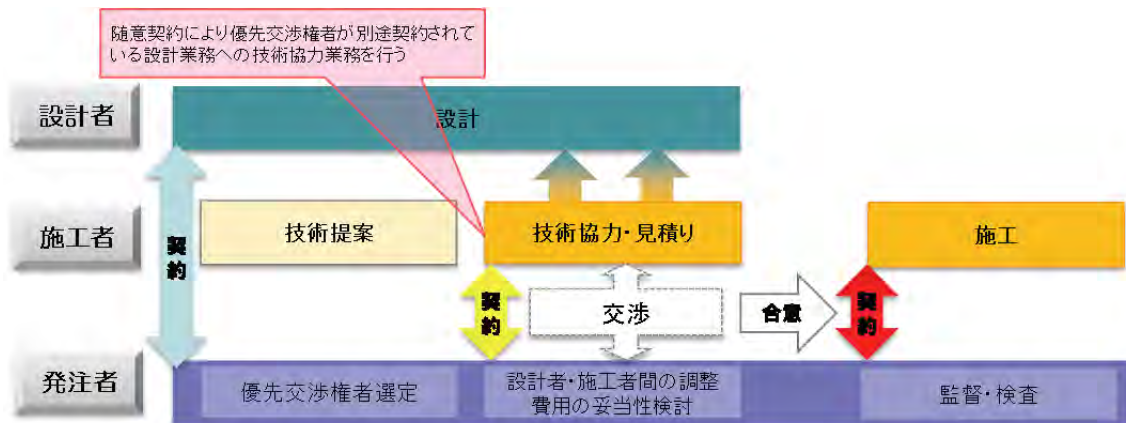 随意契約により優先交渉権者が別途契約されて
いる設計業務への技術協力業務を行う
設計者
設計
施工者
技術提案
技術協力・見積り
施工
契約
契約
交渉
合意
契約
発注者
優先交渉権者選定
設計者・施工者間の調整
費用の妥当性検討
監督・検査